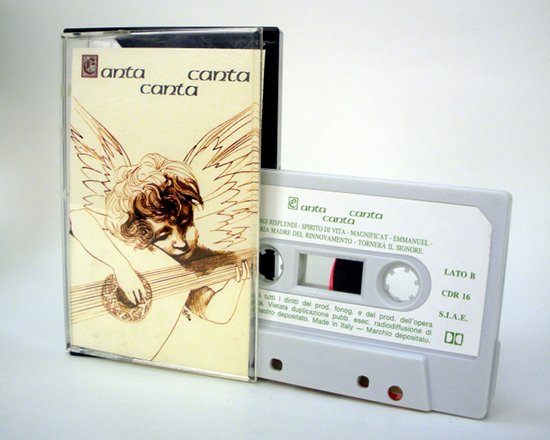 Canta canta
canta
Canta canta
canta
RISPLENDI - SPIRITO DI VITA - MAGNIFICAT - EMMANUEL -
MADRE DEL RINNOVAMENTO - TORNERÀ IL SIGNORE.
LATO B
CDR 16
S.I.A.E.
tutti i diritti del prod. fonog. e del prod. dell'opera
Vietata duplicazione pubb. esec. radiodiffusione di
depositato. Made in Italy — Marchio depositato.